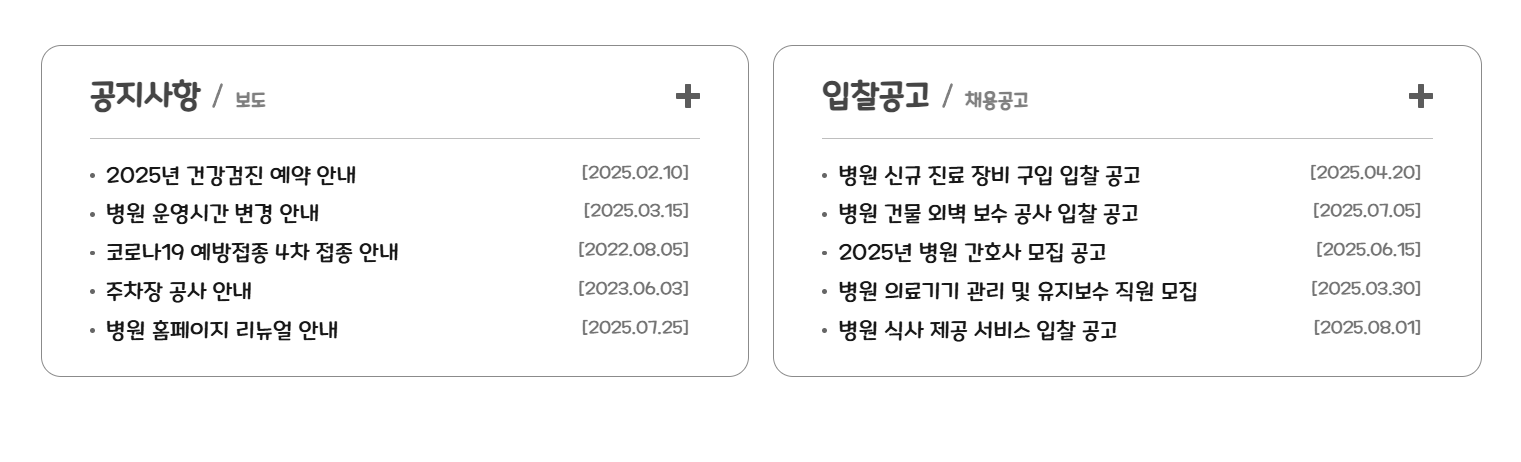 공지사항 / 보도
2025년 건강검진 예약 안내 [2025.02.10]
병원 운영시간 변경 안내 [2025.03.15]
코로나19 예방접종 4차 접종 안내 [2022.08.05]
주차장 공사 안내 [2023.06.03]
병원 홈페이지 리뉴얼 안내 [2025.07.25]
입찰공고 / 채용공고
병원 신규 진료 장비 구입 입찰 공고 [2025.04.20]
병원 건물 외벽 보수 공사 입찰 공고 [2025.07.05]
2025년 병원 간호사 모집 공고 [2025.06.15]
병원 의료기기 관리 및 유지보수 직원 모집 [2025.03.30]
병원 식사 제공 서비스 입찰 공고 [2025.08.01]